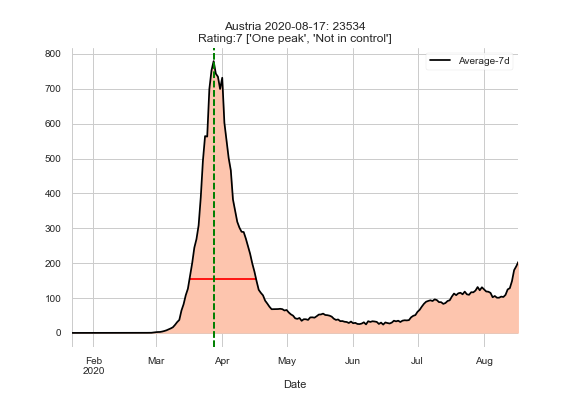 Austria 2020-08-17: 23534
Rating:7 ['One peak', 'Not in control']
Average-7d
800
700
600
500
400
300
200
100
0
Feb
2020
Mar
Apr
May
Jun
Jul
Aug
Date